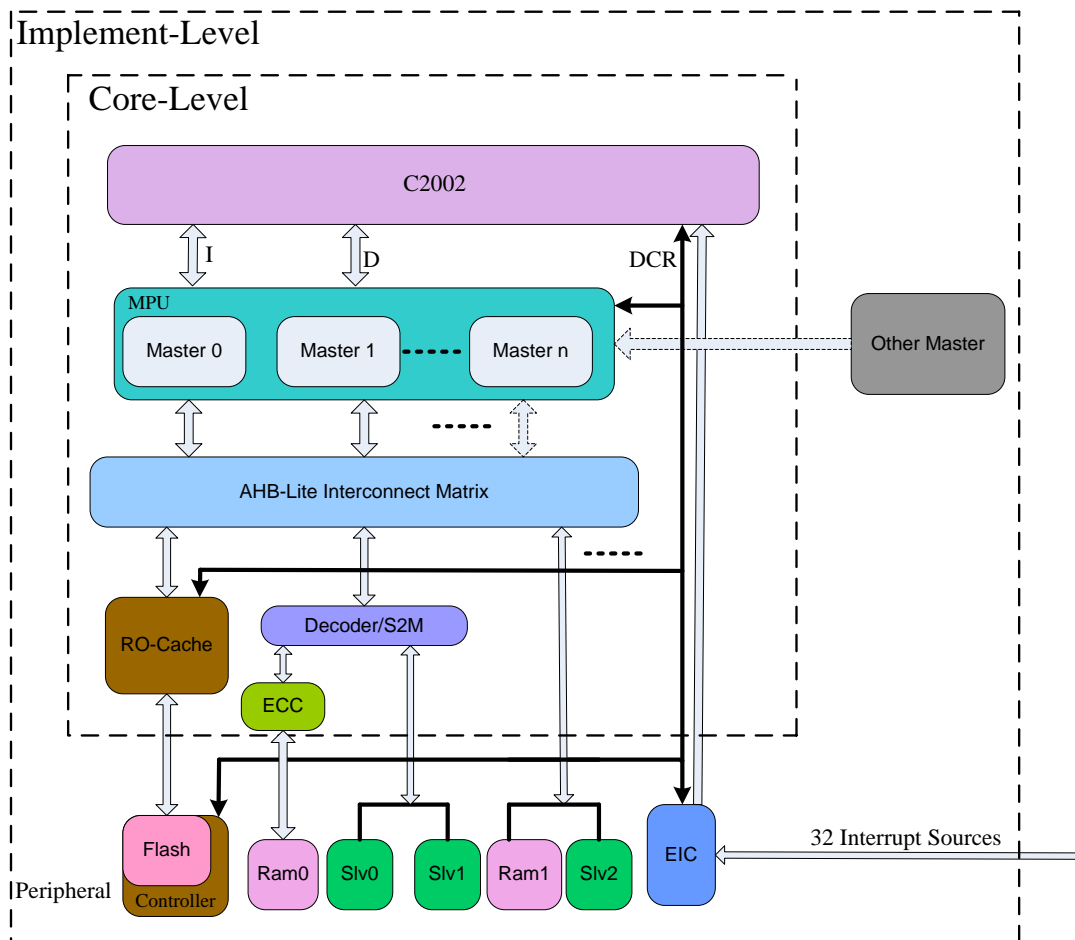 Implement-Level
Core-Level
C2002
I
D
DCR
MPU
Master 0
Master 1
Master n
Other Master
AHB-Lite Interconnect Matrix
RO-Cache
Decoder/S2M
ECC
32 Interrupt Sources
Flash
Ram0
Slv0
Slv1
Ram1
Slv2
EIC
Peripheral
Controller